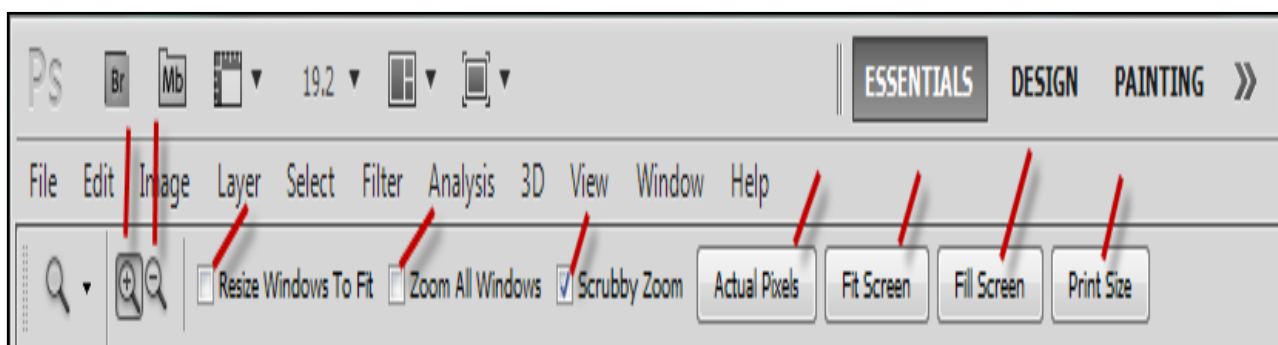 Ps Br Mb 19.2 ESSENTIALS DESIGN PAINTING
File Edit Image Layer Select Filter Analysis 3D View Window Help
Resize Windows To Fit Zoom All Windows Scrubby Zoom Actual Pixels Fit Screen Fill Screen Print Size